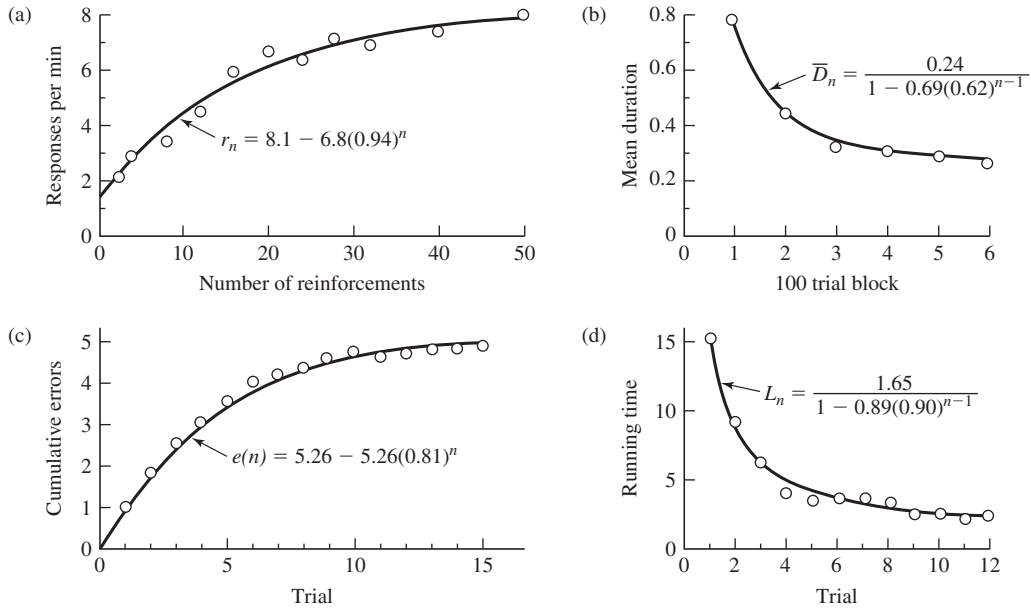 (a)
8
6
4
2
0
Responses per min
r_n = 8.1 − 6.8(0.94)^n
10 20 30 40 50
Number of reinforcements
(b)
0.8
0.6
0.4
0.2
0
Mean duration
D̅_n = 0.24 / 1 − 0.69(0.62)^{n−1}
0 1 2 3 4 5 6
100 trial block
(c)
5
4
3
2
1
0
Cumulative errors
e(n) = 5.26 − 5.26(0.81)^n
0 5 10 15
Trial
(d)
15
10
5
0
Running time
L_n = 1.65 / 1 − 0.89(0.90)^{n−1}
0 2 4 6 8 10 12
Trial